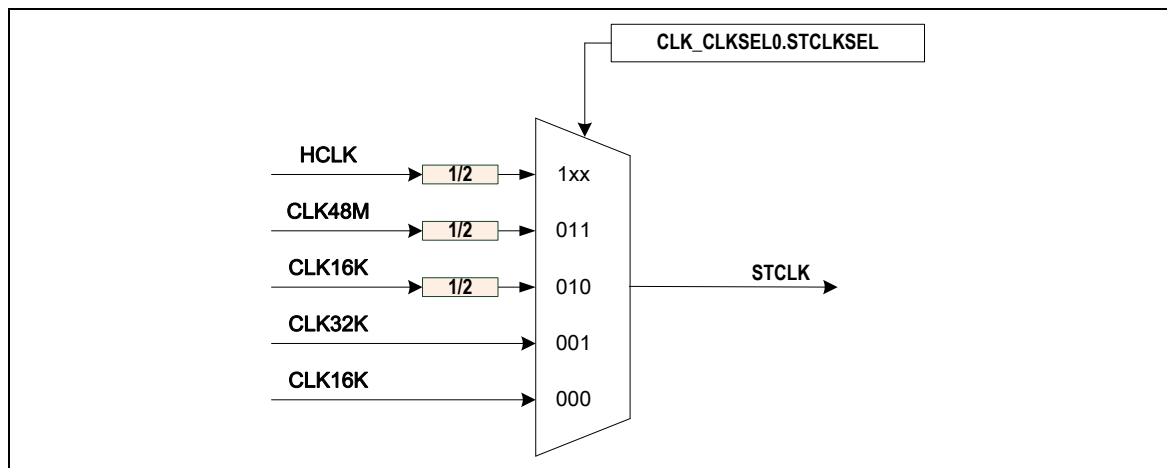 CLK_CLKSEL0.STCLKSEL
HCLK
1/2
1xx
CLK48M
1/2
011
CLK16K
1/2
010
STCLK
CLK32K
001
CLK16K
000